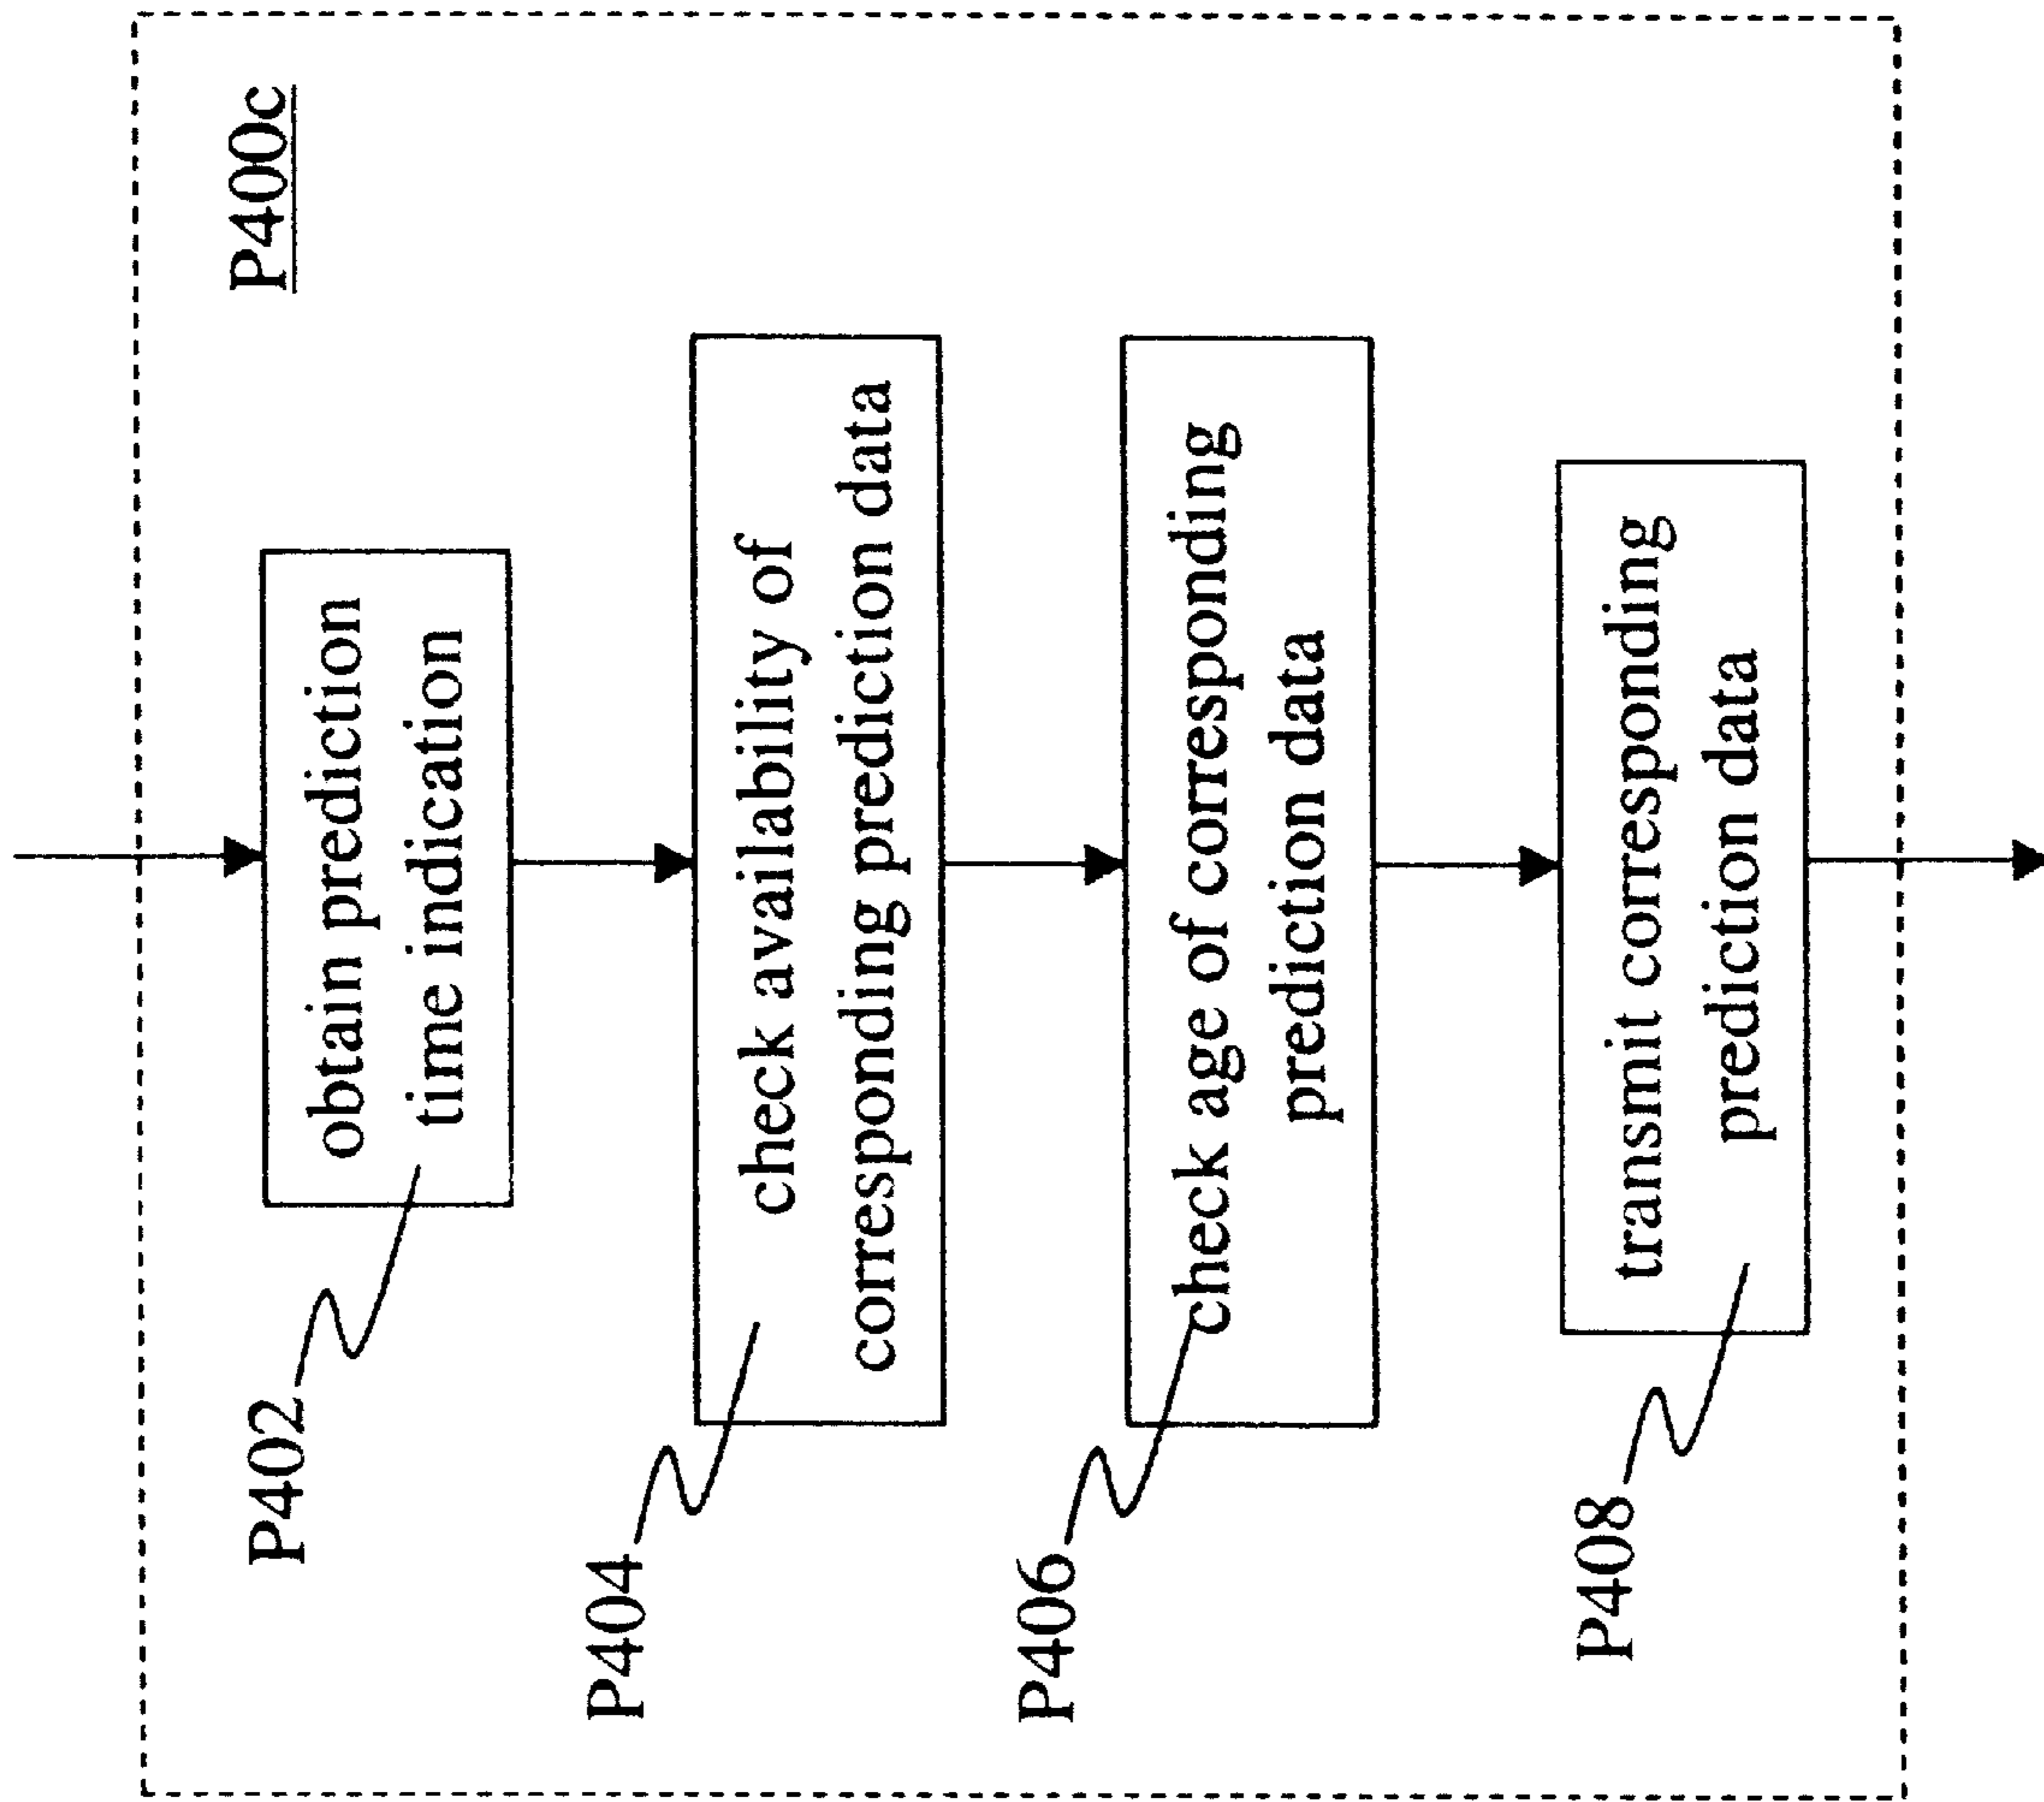 P400c
P402
obtain prediction
time indication
P404
check availability of
corresponding prediction data
P406
check age of corresponding
prediction data
P408
transmit corresponding
prediction data